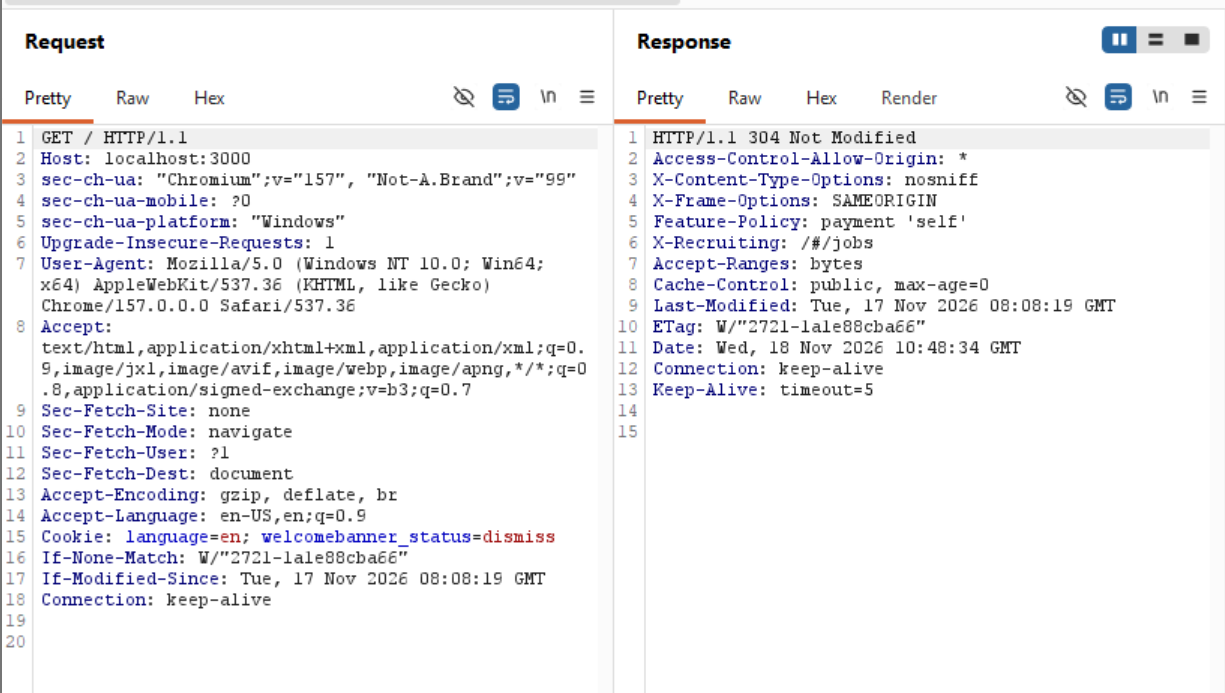 Request
Pretty Raw Hex \n
1 GET / HTTP/1.1
2 Host: localhost:3000
3 sec-ch-ua: "Chromium";v="157", "Not-A.Brand";v="99"
4 sec-ch-ua-mobile: ?0
5 sec-ch-ua-platform: "Windows"
6 Upgrade-Insecure-Requests: 1
7 User-Agent: Mozilla/5.0 (Windows NT 10.0; Win64;
x64) AppleWebKit/537.36 (KHTML, like Gecko)
Chrome/157.0.0.0 Safari/537.36
8 Accept:
text/html,application/xhtml+xml,application/xml;q=0.
9,image/jxl,image/avif,image/webp,image/apng,*/*;q=0
.8,application/signed-exchange;v=b3;q=0.7
9 Sec-Fetch-Site: none
10 Sec-Fetch-Mode: navigate
11 Sec-Fetch-User: ?1
12 Sec-Fetch-Dest: document
13 Accept-Encoding: gzip, deflate, br
14 Accept-Language: en-US,en;q=0.9
15 Cookie: language=en; welcomebanner_status=dismiss
16 If-None-Match: W/"2721-1a1e88cba66"
17 If-Modified-Since: Tue, 17 Nov 2026 08:08:19 GMT
18 Connection: keep-alive
19
20
Response
Pretty Raw Hex Render \n
1 HTTP/1.1 304 Not Modified
2 Access-Control-Allow-Origin: *
3 X-Content-Type-Options: nosniff
4 X-Frame-Options: SAMEORIGIN
5 Feature-Policy: payment 'self'
6 X-Recruiting: /#/jobs
7 Accept-Ranges: bytes
8 Cache-Control: public, max-age=0
9 Last-Modified: Tue, 17 Nov 2026 08:08:19 GMT
10 ETag: W/"2721-1a1e88cba66"
11 Date: Wed, 18 Nov 2026 10:48:34 GMT
12 Connection: keep-alive
13 Keep-Alive: timeout=5
14
15